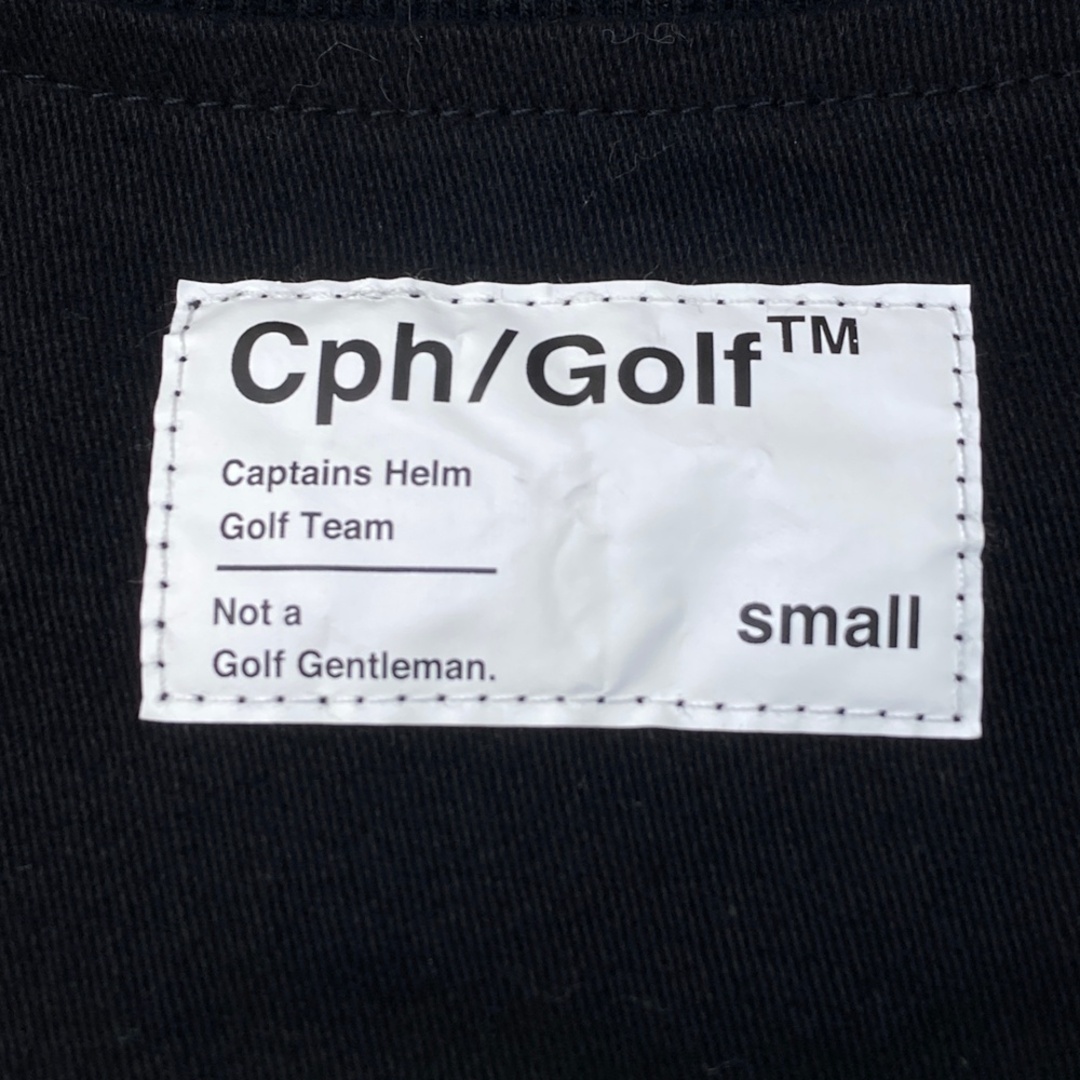 Cph/Golf™
Captains Helm
Golf Team
Not a
Golf Gentleman.
small